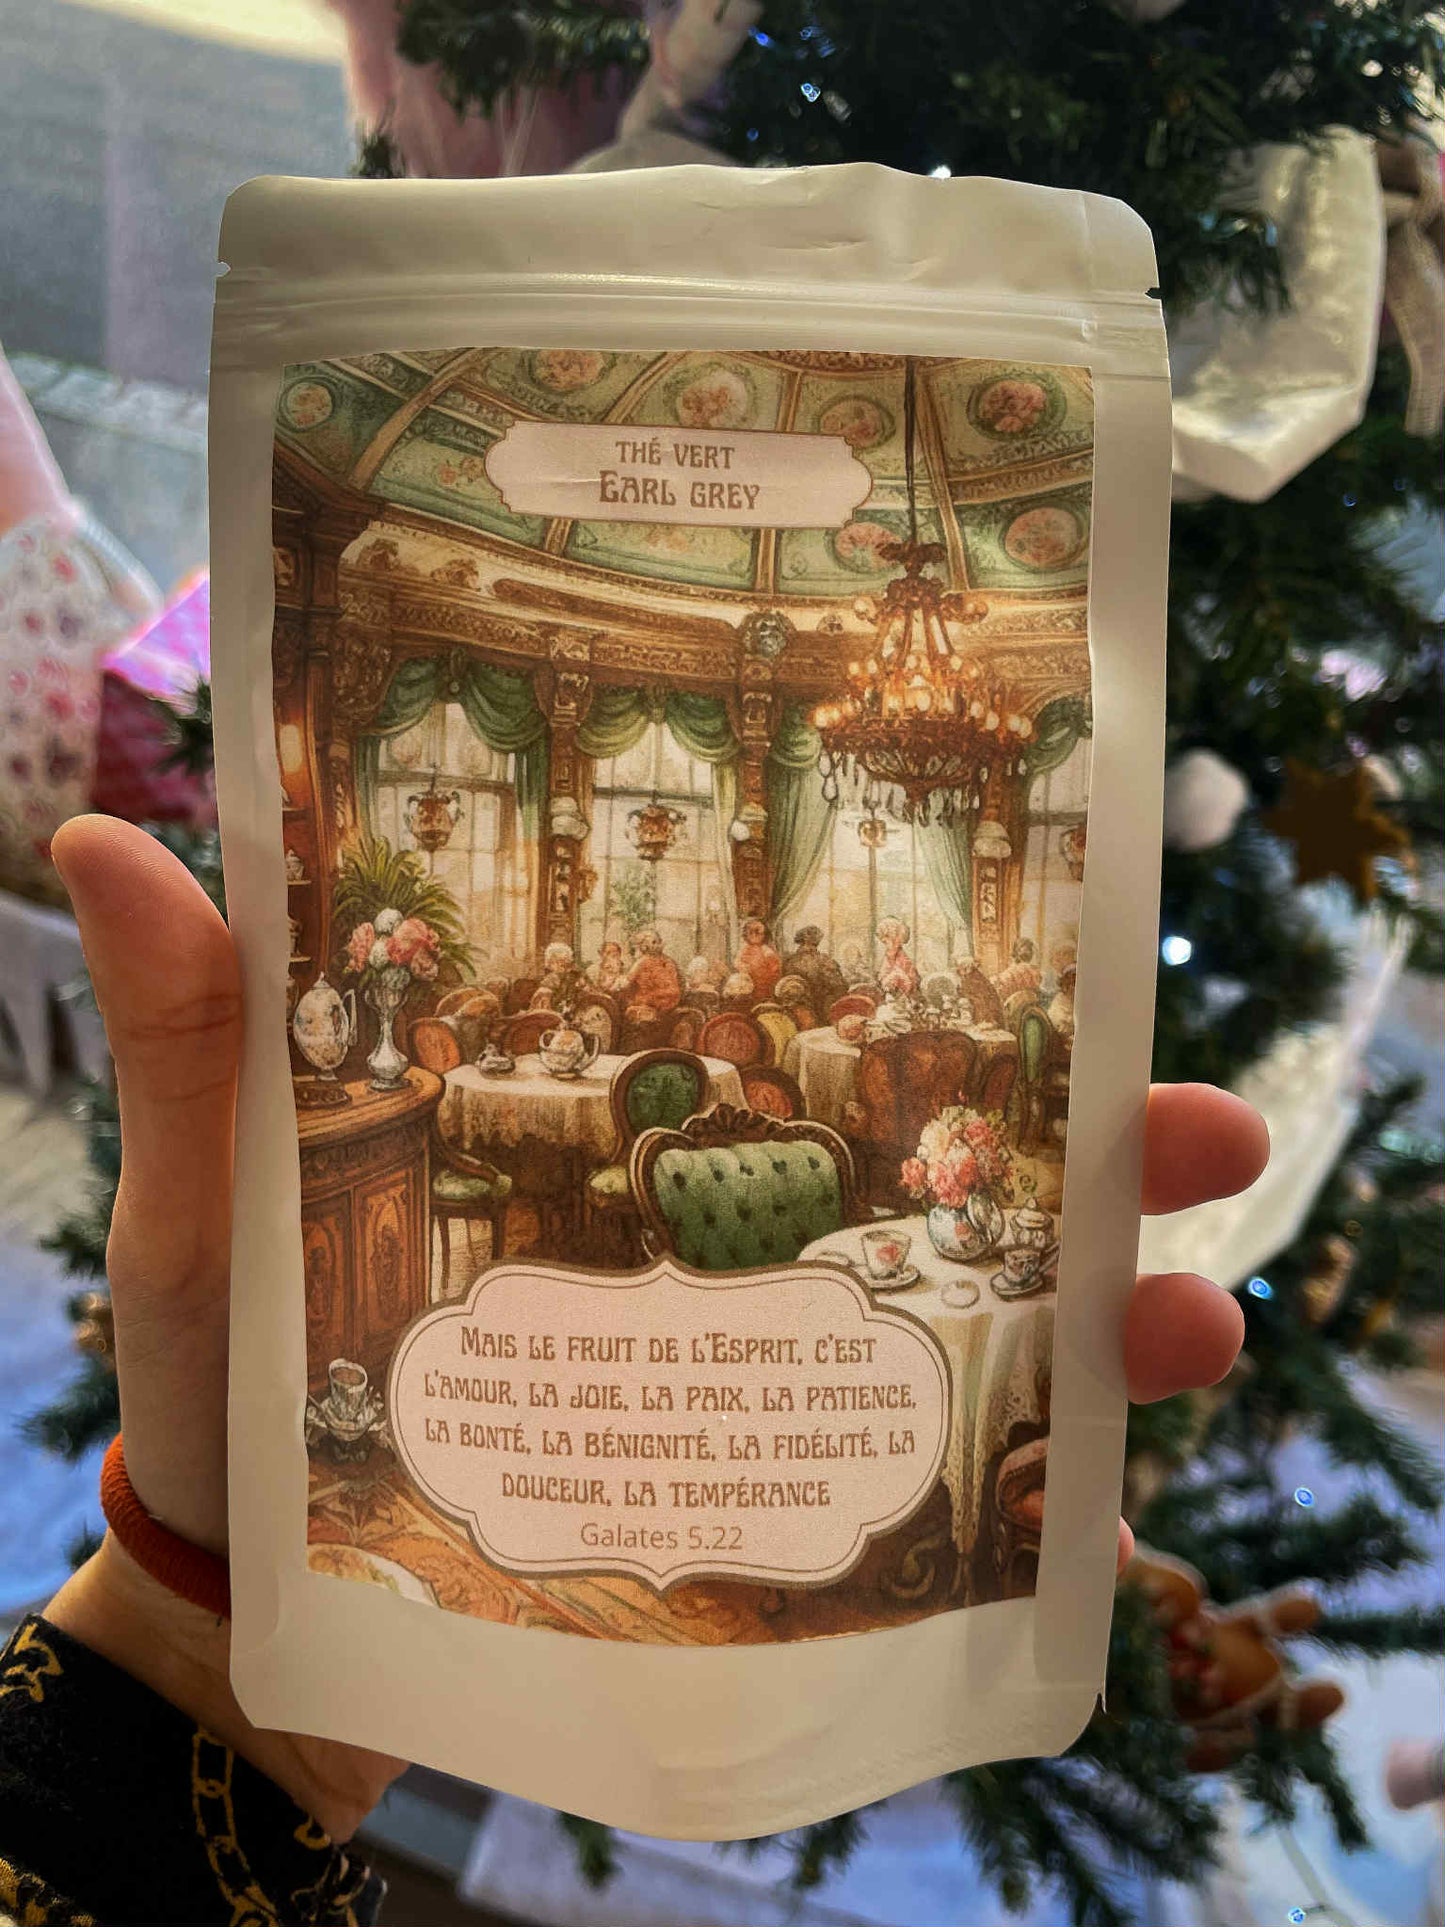 THÉ VERT
EARL GREY
MAIS LE FRUIT DE L'ESPRIT, C'EST
L'AMOUR, LA JOIE, LA PAIX, LA PATIENCE,
LA BONTÉ, LA BÉNIGNITÉ, LA FIDÉLITÉ, LA
DOUCEUR, LA TEMPÉRANCE
Galates 5.22